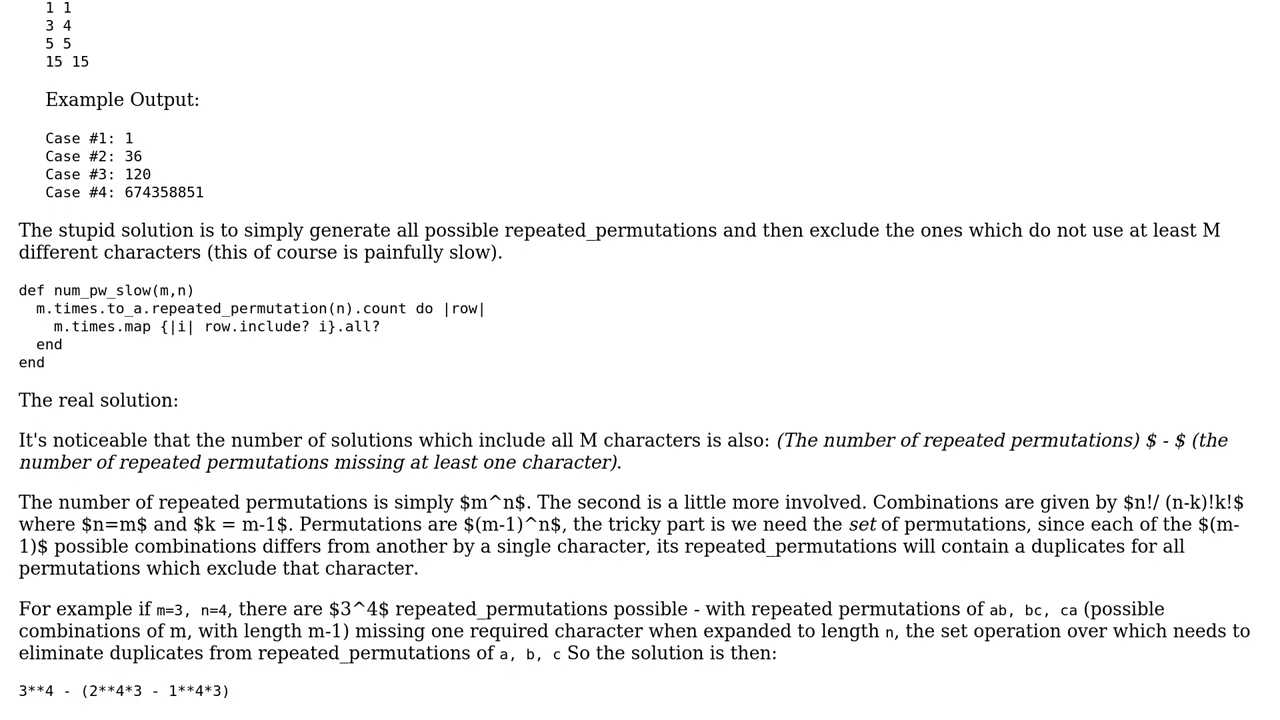 1 1
3 4
5 5
15 15
Example Output:
Case #1: 1
Case #2: 36
Case #3: 120
Case #4: 674358851
The stupid solution is to simply generate all possible repeated_permutations and then exclude the ones which do not use at least M
different characters (this of course is painfully slow).
def num_pw_slow(m,n)
  m.times.to_a.repeated_permutation(n).count do |row|
    m.times.map {|i| row.include? i}.all?
  end
end
The real solution:
It's noticeable that the number of solutions which include all M characters is also: (The number of repeated permutations) $ - $ (the
number of repeated permutations missing at least one character).
The number of repeated permutations is simply $m^n$. The second is a little more involved. Combinations are given by $n!/ (n-k)!k!$
where $n=m$ and $k = m-1$. Permutations are $(m-1)^n$, the tricky part is we need the set of permutations, since each of the $(m-
1)$ possible combinations differs from another by a single character, its repeated_permutations will contain a duplicates for all
permutations which exclude that character.
For example if m=3, n=4, there are $3^4$ repeated_permutations possible - with repeated permutations of ab, bc, ca (possible
combinations of m, with length m-1) missing one required character when expanded to length n, the set operation over which needs to
eliminate duplicates from repeated_permutations of a, b, c So the solution is then:
3**4 - (2**4*3 - 1**4*3)